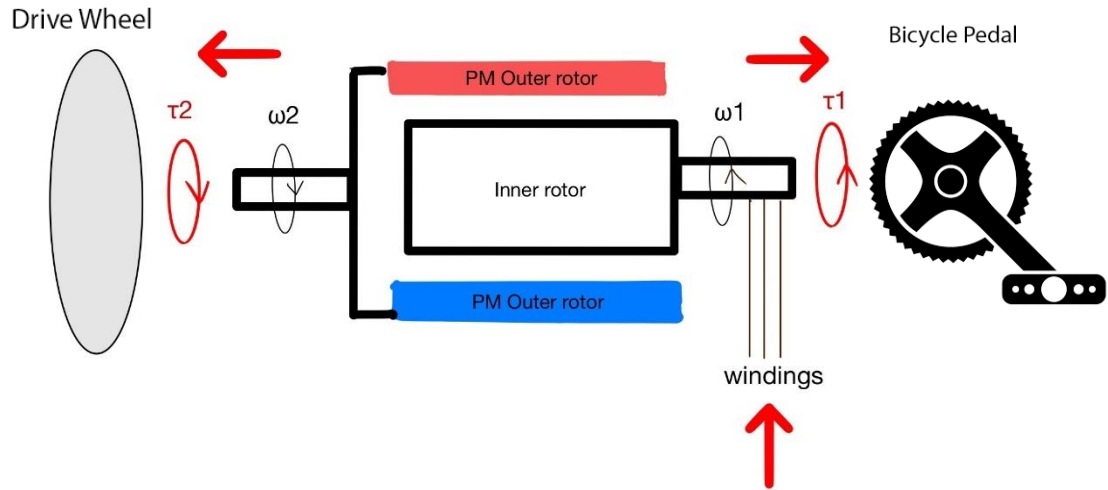 Drive Wheel
Bicycle Pedal
PM Outer rotor
τ2
ω2
ω1
τ1
Inner rotor
PM Outer rotor
windings